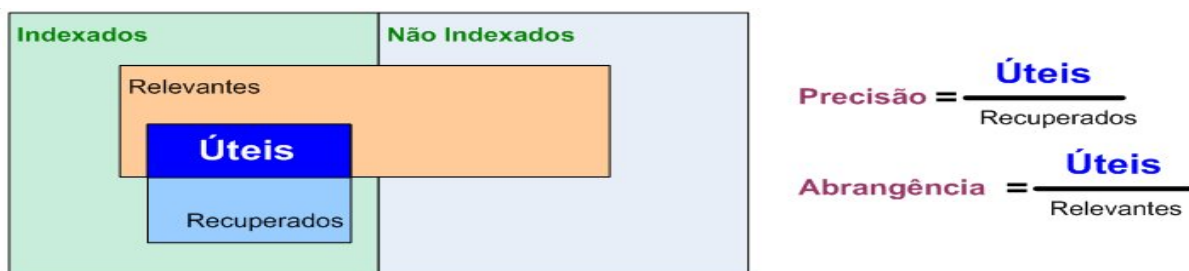 Indexados
Não Indexados
Relevantes
Úteis
Recuperados
Precisão = Úteis
Recuperados
Abrangência = Úteis
Relevantes